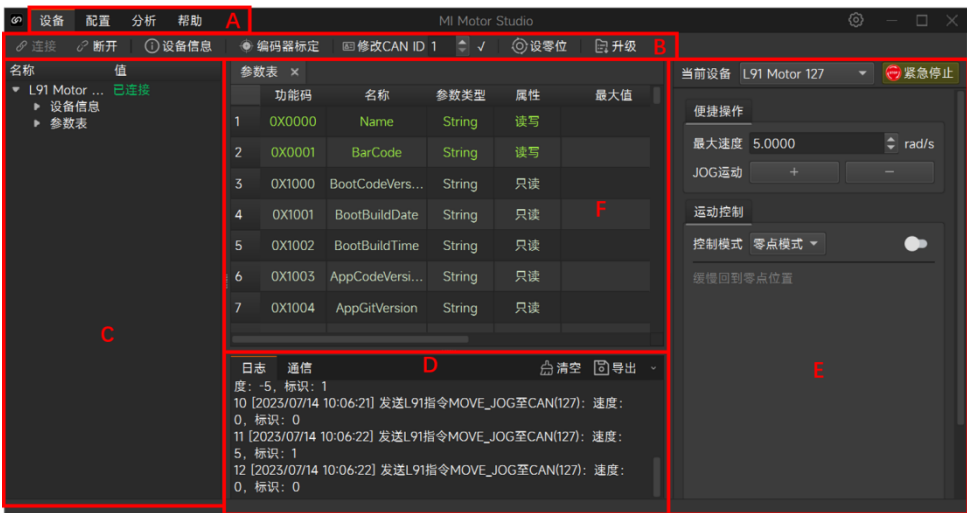 设备 配置 分析 帮助 A MI Motor Studio
连接 断开 设备信息 编码器标定 修改CAN ID 1 √ 设零位 升级 B
名称 值
L91 Motor ... 已连接
设备信息
参数表
C
参数表 ×
功能码 名称 参数类型 属性 最大值
1 0X0000 Name String 读写
2 0X0001 BarCode String 读写
3 0X1000 BootCodeVers... String 只读
4 0X1001 BootBuildDate String 只读
5 0X1002 BootBuildTime String 只读
6 0X1003 AppCodeVersi... String 只读
7 0X1004 AppGitVersion String 只读
F
日志 通信 D 清空 导出
度: -5, 标识: 1
10 [2023/07/14 10:06:21] 发送L91指令MOVE_JOG至CAN(127): 速度:
0, 标识: 0
11 [2023/07/14 10:06:22] 发送L91指令MOVE_JOG至CAN(127): 速度:
5, 标识: 1
12 [2023/07/14 10:06:22] 发送L91指令MOVE_JOG至CAN(127): 速度:
0, 标识: 0
当前设备 L91 Motor 127 紧急停止
便捷操作
最大速度 5.0000 rad/s
JOG运动 + −
运动控制
控制模式 零点模式
缓慢回到零点位置
E